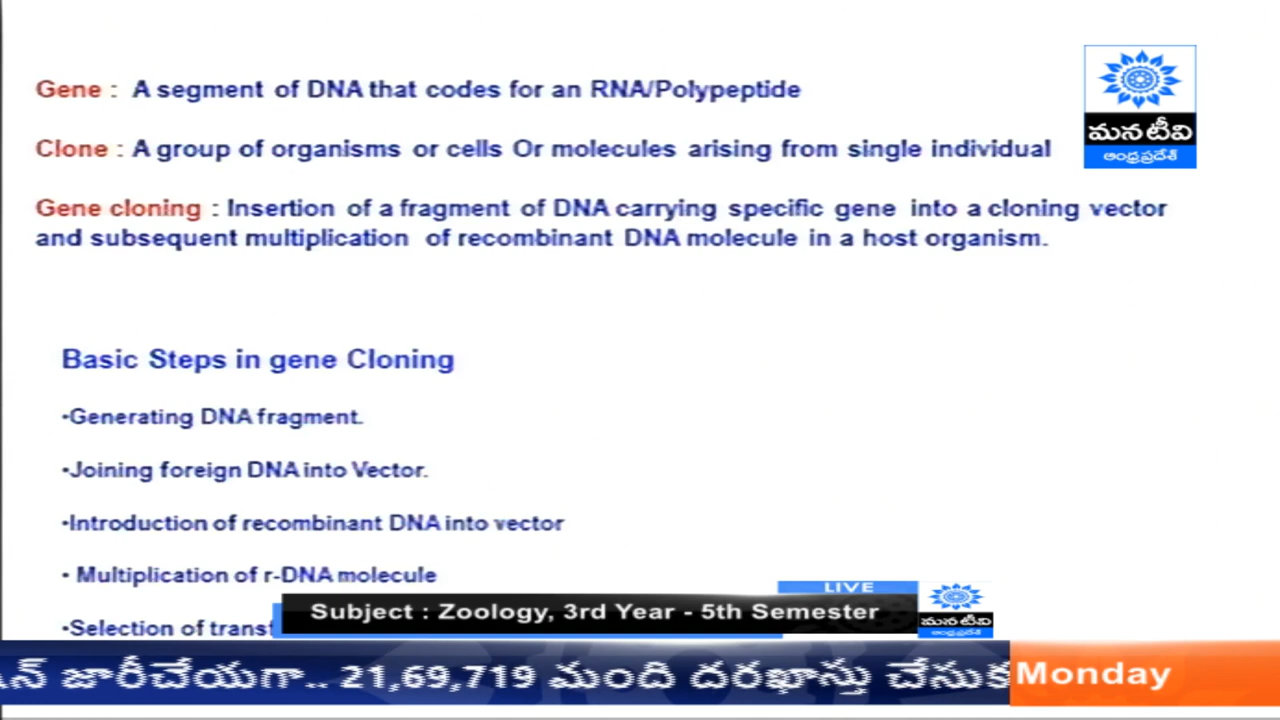 Gene : A segment of DNA that codes for an RNA/Polypeptide
Clone : A group of organisms or cells Or molecules arising from single individual
Gene cloning : Insertion of a fragment of DNA carrying specific gene into a cloning vector
and subsequent multiplication of recombinant DNA molecule in a host organism.
మన టీవి
ఆంధ్రప్రదేశ్
Basic Steps in gene Cloning
•Generating DNA fragment.
•Joining foreign DNA into Vector.
•Introduction of recombinant DNA into vector
• Multiplication of r-DNA molecule
•Selection of
LIVE
Subject : Zoology, 3rd Year - 5th Semester
మన టీవి
ఆంధ్రప్రదేశ్
జారీచేయగా.. 21,69,719 మంది దరఖాస్తు
Monday